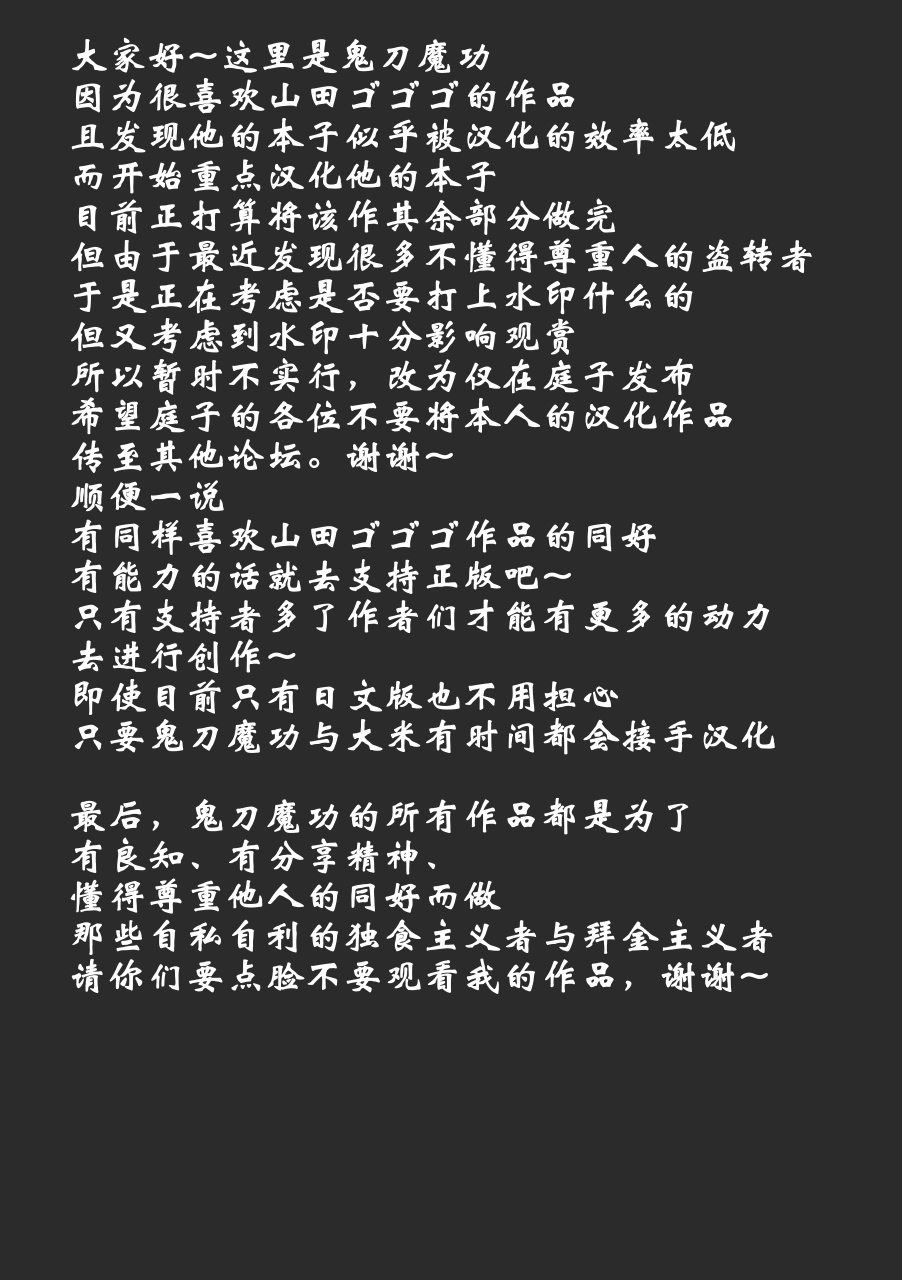 大家好～这里是鬼刀魔功
因为很喜欢山田ゴゴゴ的作品
且发现他的本子似乎被汉化的效率太低
而开始重点汉化他的本子
目前正打算将该作其余部分做完
但由于最近发现很多不懂得尊重人的盗转者
于是正在考虑是否要打上水印什么的
但又考虑到水印十分影响观赏
所以暂时不实行，改为仅在庭子发布
希望庭子的各位不要将本人的汉化作品
传至其他论坛。谢谢～
顺便一说
有同样喜欢山田ゴゴゴ作品的同好
有能力的话就去支持正版吧～
只有支持者多了作者们才能有更多的动力
去进行创作～
即使目前只有日文版也不用担心
只要鬼刀魔功与大米有时间都会接手汉化
最后，鬼刀魔功的所有作品都是为了
有良知、有分享精神、
懂得尊重他人的同好而做
那些自私自利的独食主义者与拜金主义者
请你们要点脸不要观看我的作品，谢谢～